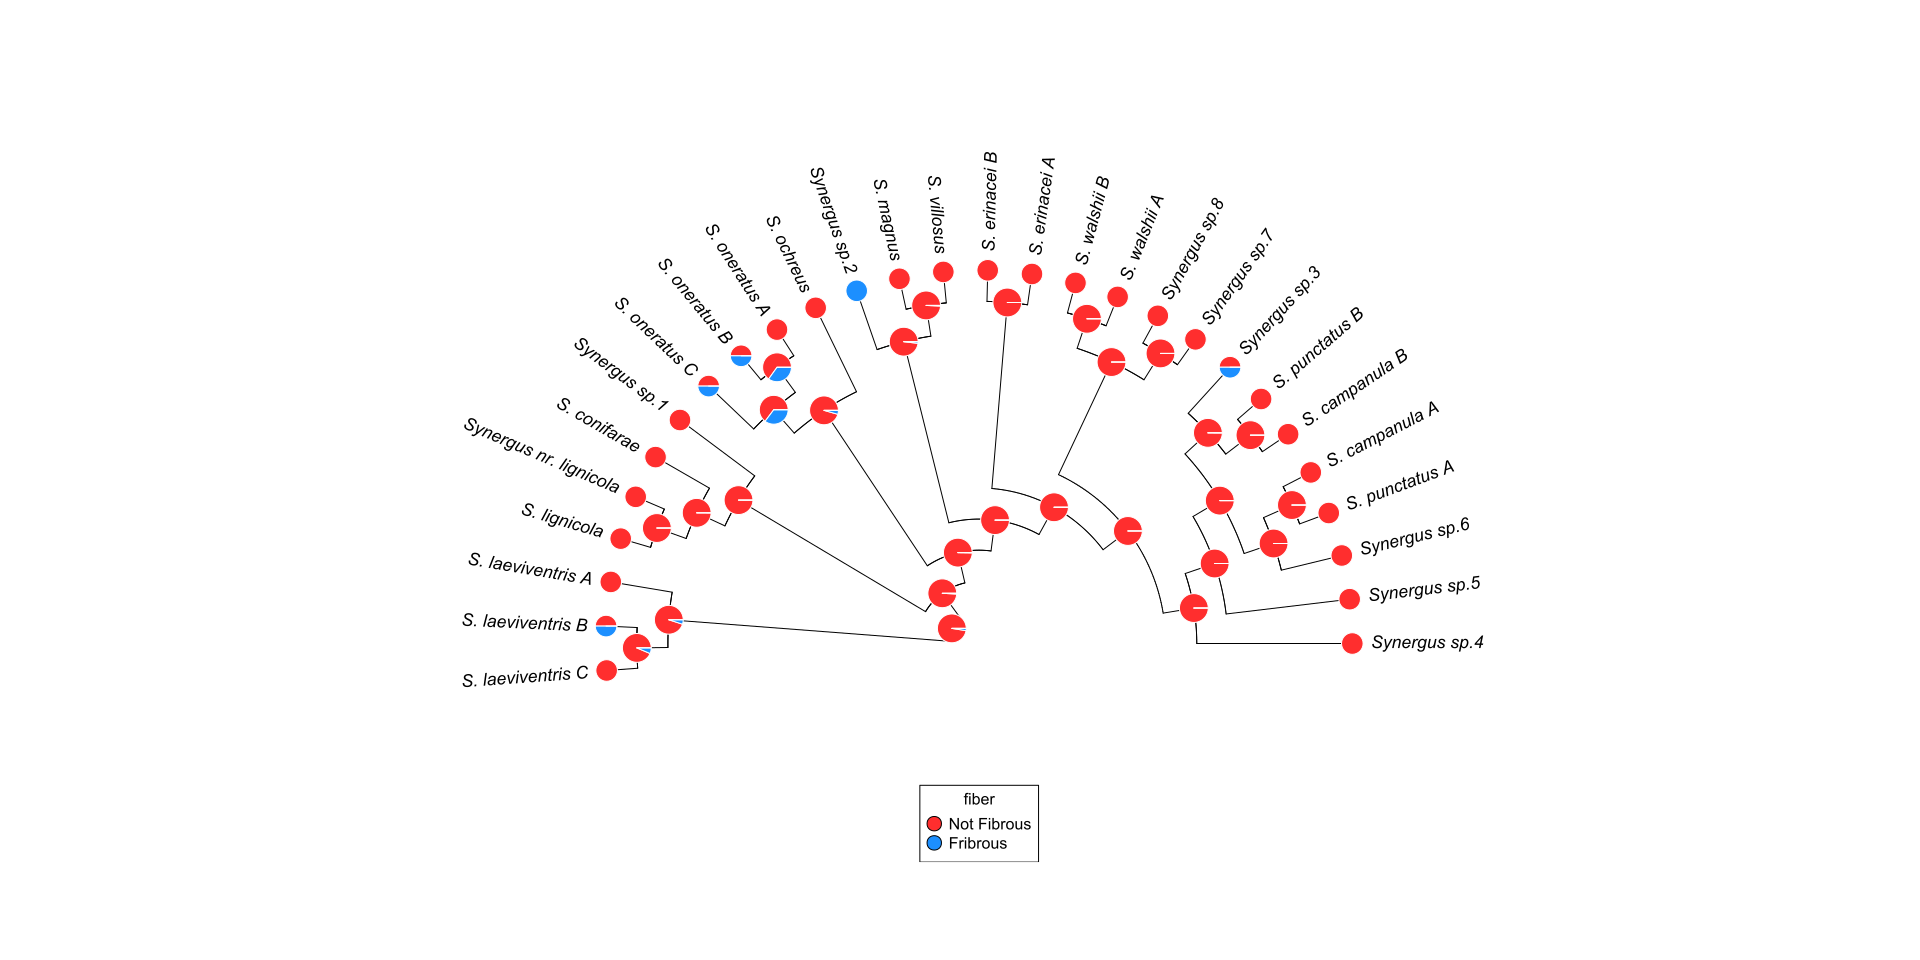 S. laeviventris C
S. laeviventris B
S. laeviventris A
S. lignicola
Synergus nr. lignicola
S. conifarae
Synergus sp.1
S. oneratus C
S. oneratus B
S. oneratus A
S. ochreus
Synergus sp.2
S. magnus
S. villosus
S. erinacei B
S. erinacei A
S. walshii B
S. walshii A
Synergus sp.8
Synergus sp.7
Synergus sp.3
S. punctatus B
S. campanula B
S. campanula A
S. punctatus A
Synergus sp.6
Synergus sp.5
Synergus sp.4
fiber
Not Fibrous
Fribrous